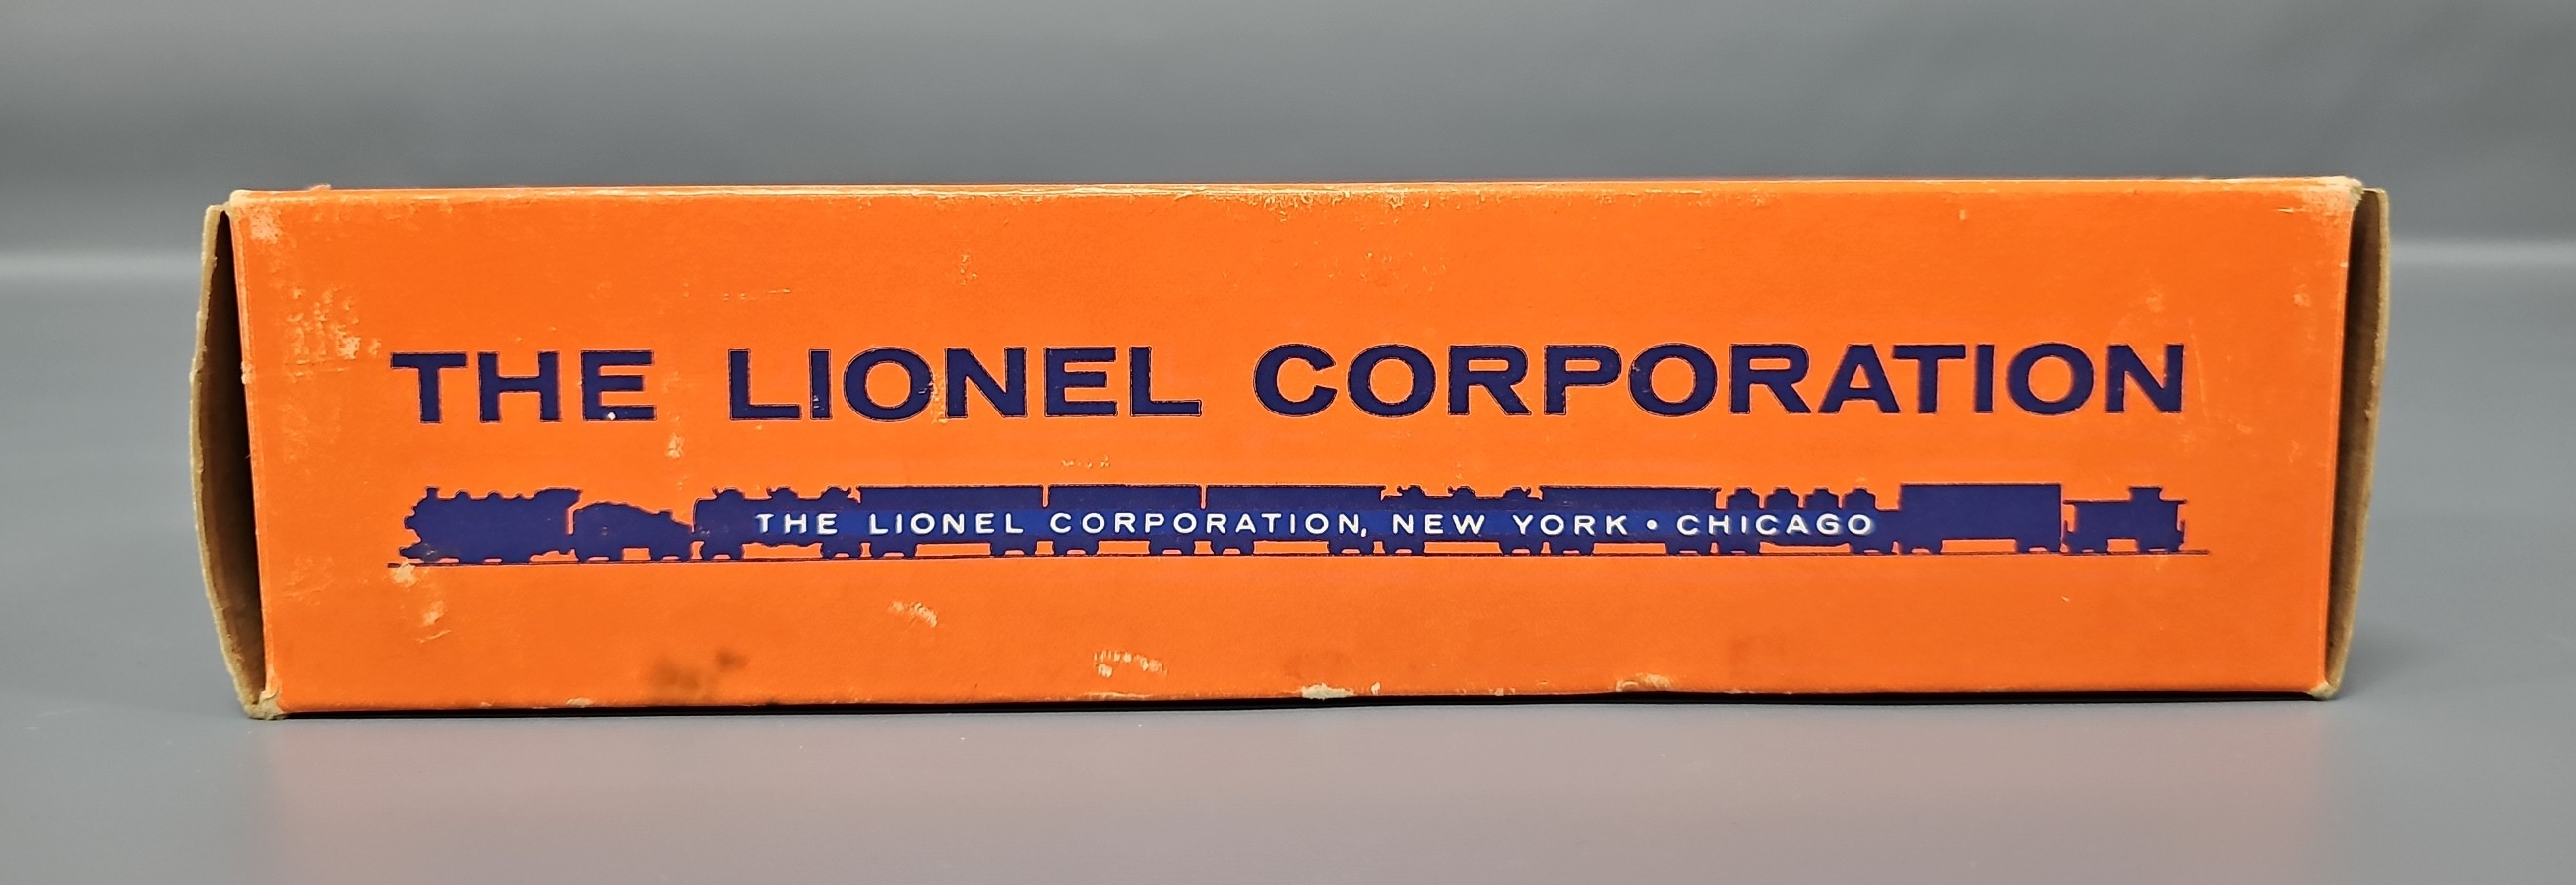 THE LIONEL CORPORATION
THE LIONEL CORPORATION, NEW YORK • CHICAGO